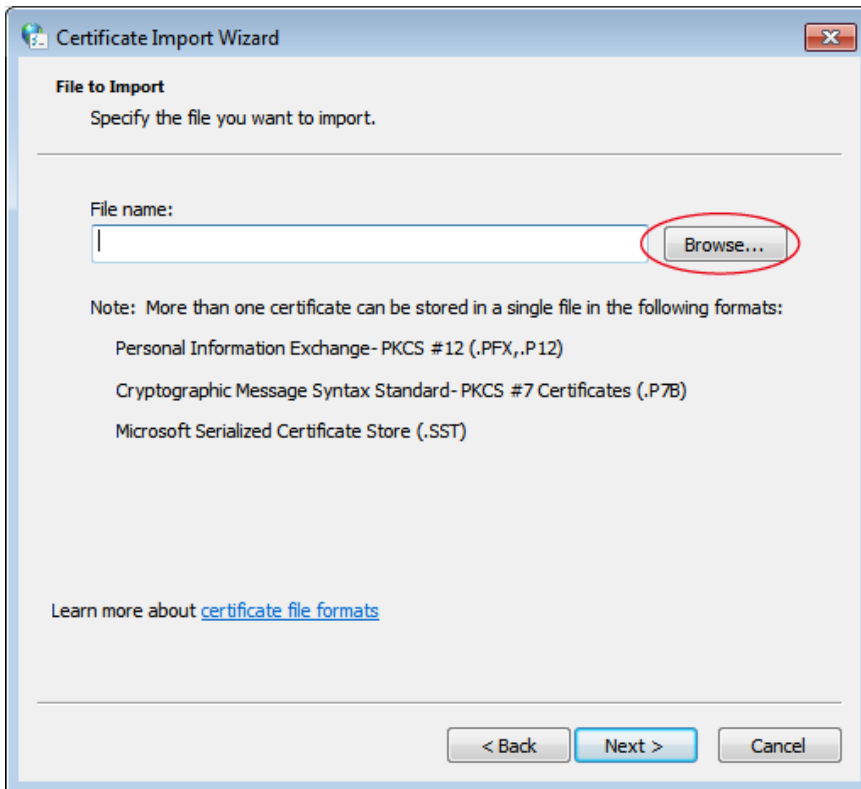 Certificate Import Wizard
File to Import
Specify the file you want to import.
File name:
Browse...
Note: More than one certificate can be stored in a single file in the following formats:
Personal Information Exchange- PKCS #12 (.PFX,.P12)
Cryptographic Message Syntax Standard- PKCS #7 Certificates (.P7B)
Microsoft Serialized Certificate Store (.SST)
Learn more about certificate file formats
< Back Next > Cancel